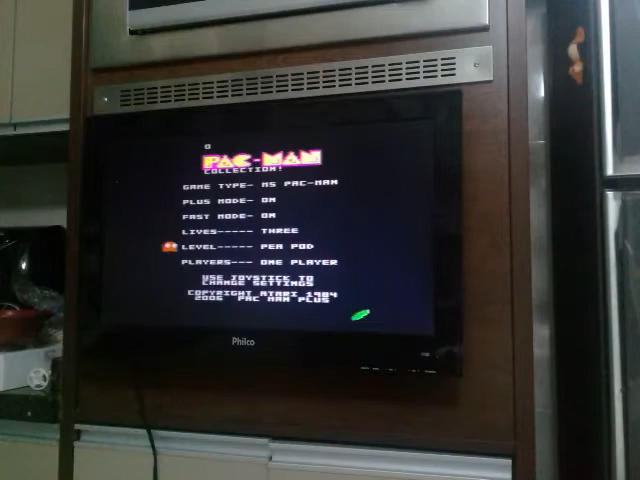 0
PAC-MAN
COLLECTION!
GAME TYPE- MS PAC-MAN
PLUS MODE- ON
FAST MODE- ON
LIVES----- THREE
LEVEL----- PER POD
PLAYERS--- ONE PLAYER
USE JOYSTICK TO
CHANGE SETTINGS
COPYRIGHT ATARI 1984
2006 PAC MAN PLUS
Philco